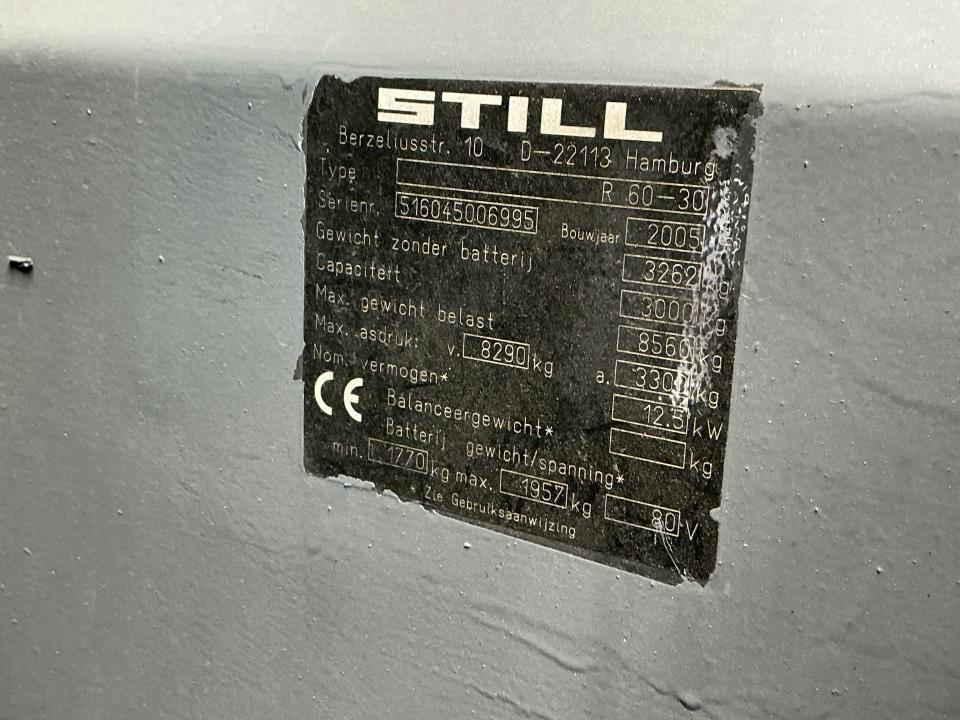 STILL
Berzeliusstr. 10 D-22113 Hamburg
Type R 60-30
Serienr. 516045006995 Bouwjaar 2005
Gewicht zonder batterij 3262 kg
Capaciteit 3000 kg
Max. gewicht belast 8560 kg
Max. asdruk: v. 8290 kg a. 3300 kg
Nom. vermogen* 12.5 kW
CE Balanceergewicht* kg
Batterij gewicht/spanning*
min. 1770 kg max. 1957 kg 80 V
* Zie Gebruiksaanwijzing